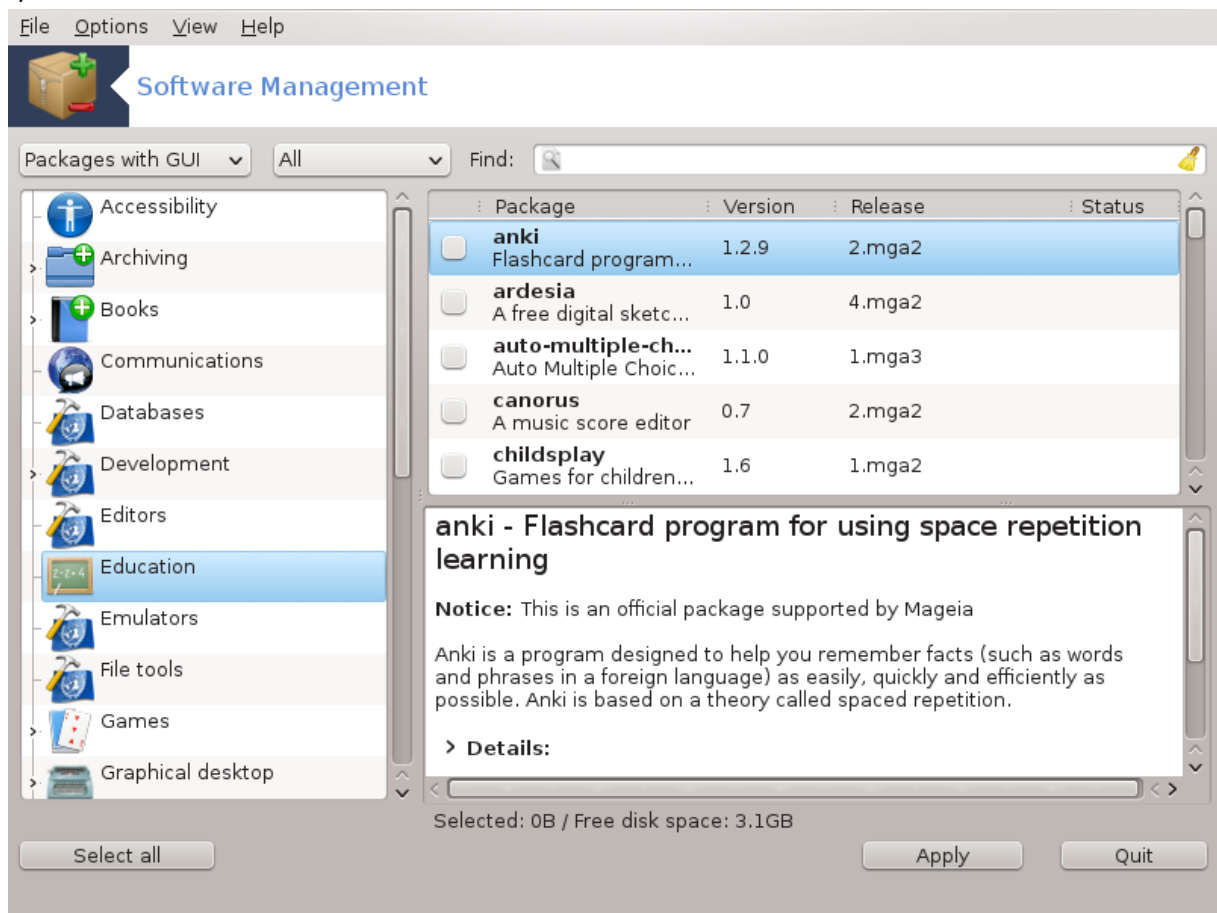 File Options View Help
Software Management
Packages with GUI
All
Find:
Accessibility
Archiving
Books
Communications
Databases
Development
Editors
Education
2+2=4
Emulators
File tools
Games
Graphical desktop
Package Version Release Status
anki
Flashcard program... 1.2.9 2.mga2
ardesia
A free digital sketc... 1.0 4.mga2
auto-multiple-ch...
Auto Multiple Choic... 1.1.0 1.mga3
canorus
A music score editor 0.7 2.mga2
childsplay
Games for children... 1.6 1.mga2
anki - Flashcard program for using space repetition
learning
Notice: This is an official package supported by Mageia
Anki is a program designed to help you remember facts (such as words
and phrases in a foreign language) as easily, quickly and efficiently as
possible. Anki is based on a theory called spaced repetition.
Details:
Selected: 0B / Free disk space: 3.1GB
Select all
Apply
Quit